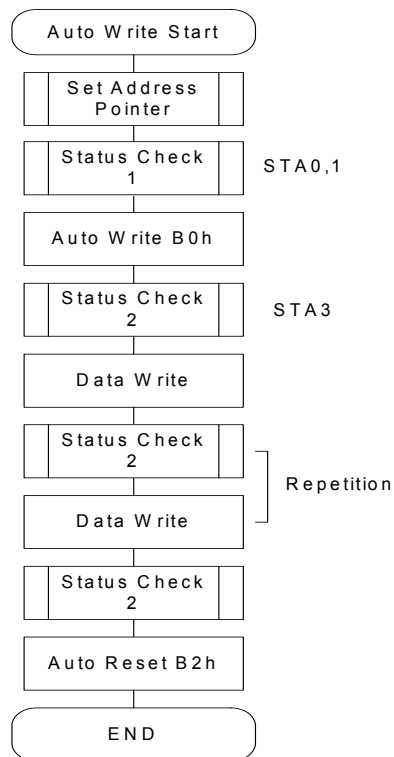 Auto Write Start
Set Address
Pointer
Status Check
1
STA0,1
Auto Write B0h
Status Check
2
STA3
Data Write
Status Check
2
Repetition
Data Write
Status Check
2
Auto Reset B2h
END